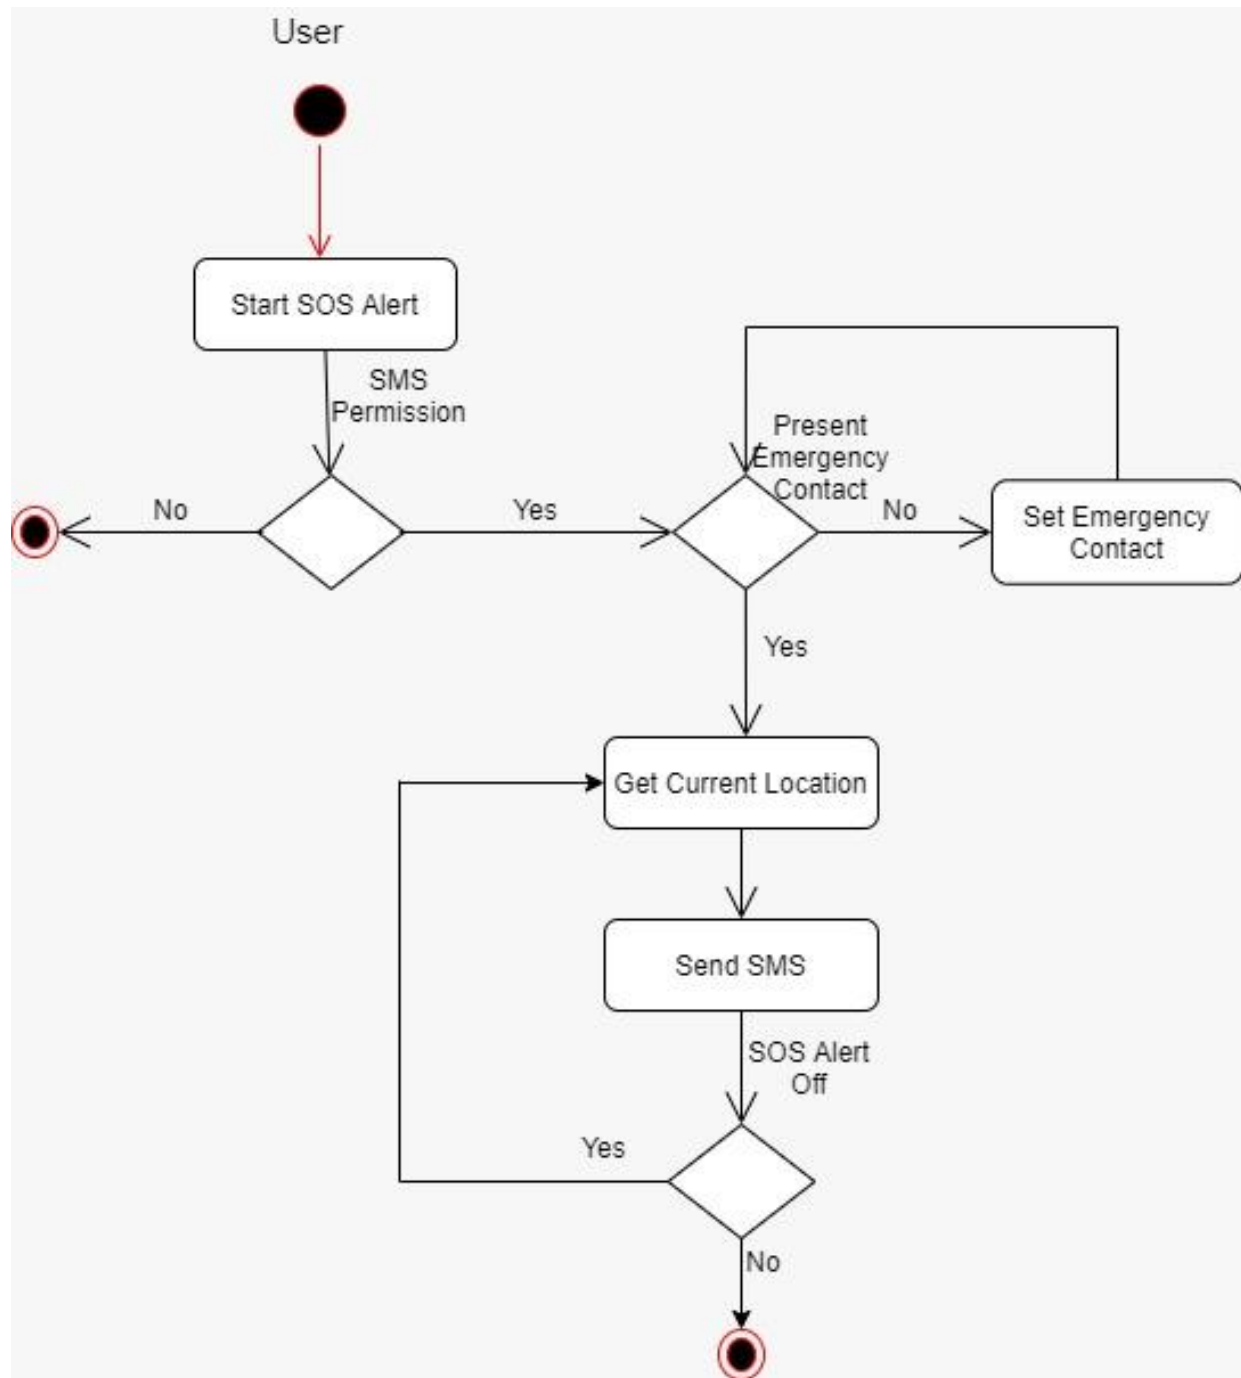 User
Start SOS Alert
SMS
Permission
Present
Emergency
Contact
No
Yes
No
Set Emergency
Contact
Yes
Get Current Location
Send SMS
SOS Alert
Off
Yes
No